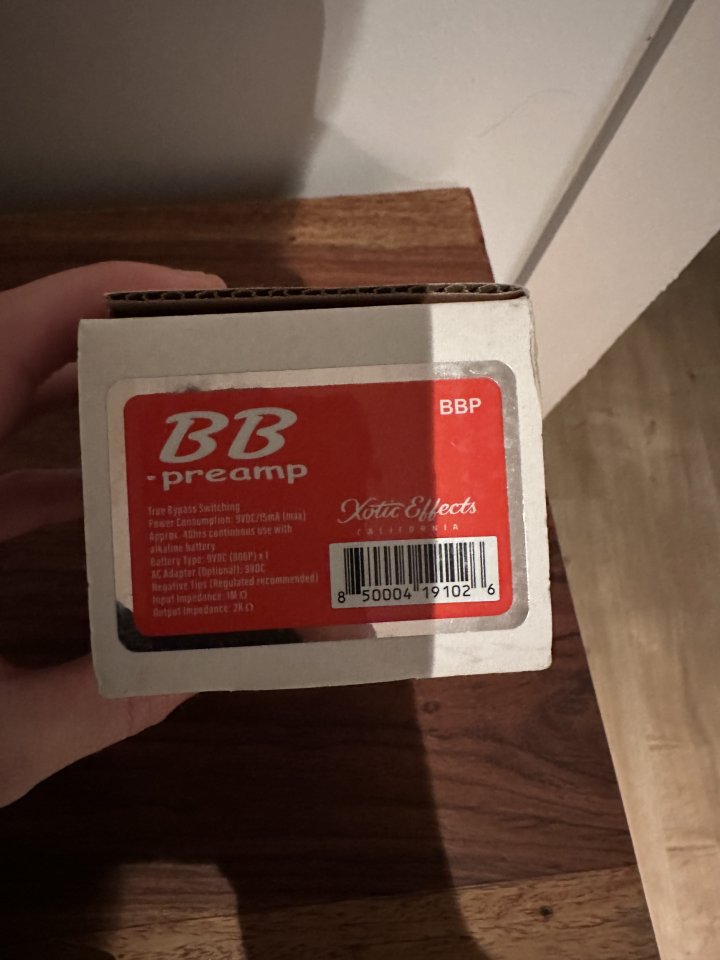 BBP
BB
-preamp
True Bypass Switching
Power Consumption: 9VDC/15mA (max)
Approx. 40hrs continuous use with
alkaline battery
Battery Type: 9VDC (006P) x 1
AC Adapter (Optional): 9VDC
Negative Tips (Regulated recommended)
Input Impedance: 1M Ω
Output Impedance: 2K Ω
Xotic Effects
CALIFORNIA
8 50004 19102 6